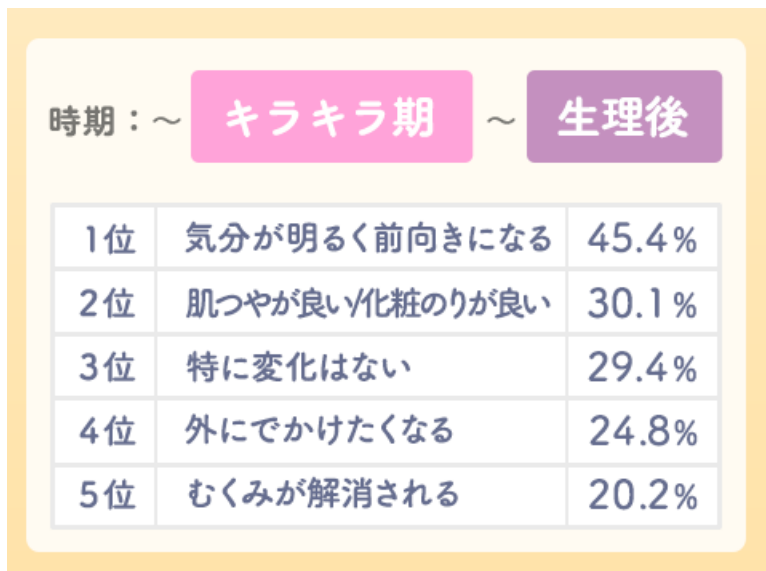 時期：～ キラキラ期 ～ 生理後
1位 気分が明るく前向きになる 45.4%
2位 肌つやが良い/化粧のりが良い 30.1%
3位 特に変化はない 29.4%
4位 外にでかけたくなる 24.8%
5位 むくみが解消される 20.2%